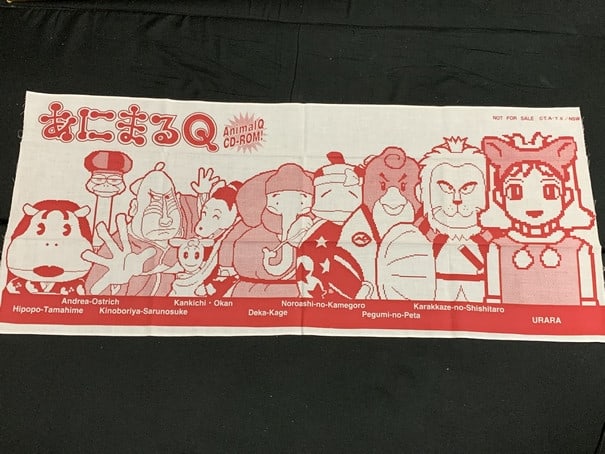 あにまるQ
AnimalQ
CD-ROM!
NOT FOR SALE ©T.A・Y.K./NSW
Andrea-Ostrich
Kankichi・Okan
Noroashi-no-Kamegoro
Karakkaze-no-Shishitaro
Hipopo-Tamahime
Kinoboriya-Sarunosuke
Deka-Kage
Pegumi-no-Peta
URARA